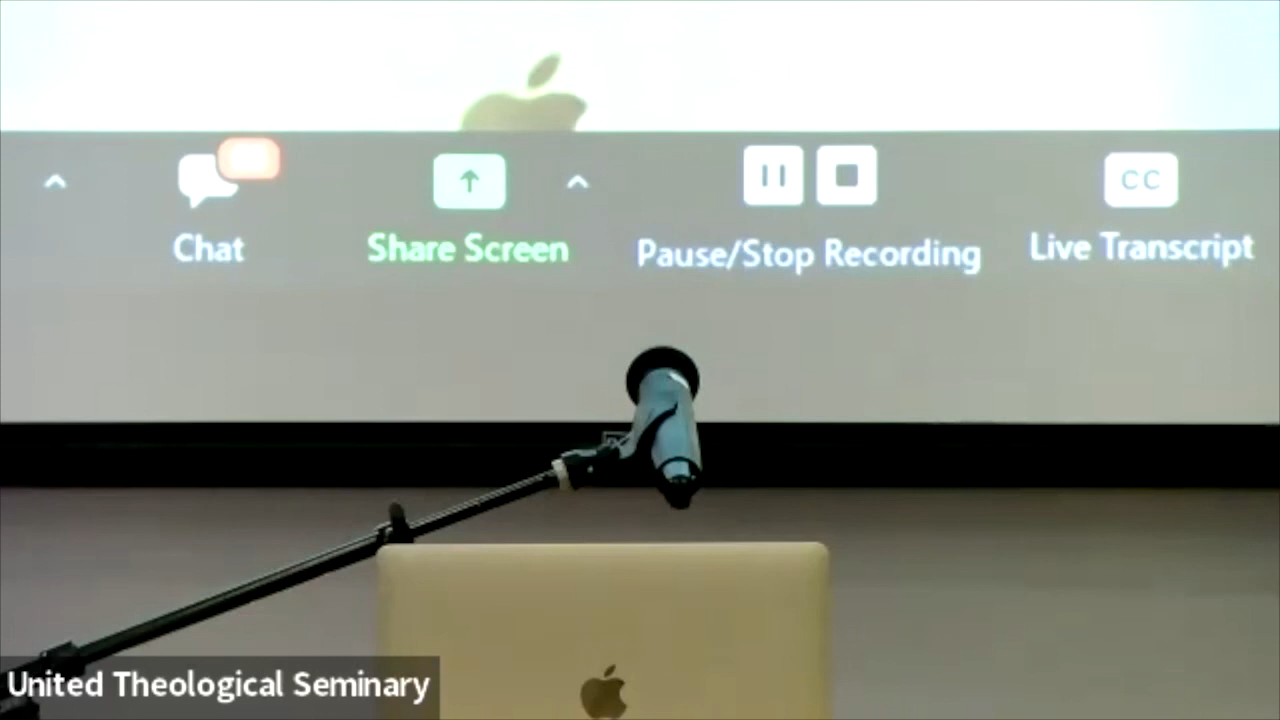 Chat
Share Screen
Pause/Stop Recording
CC
Live Transcript
United Theological Seminary